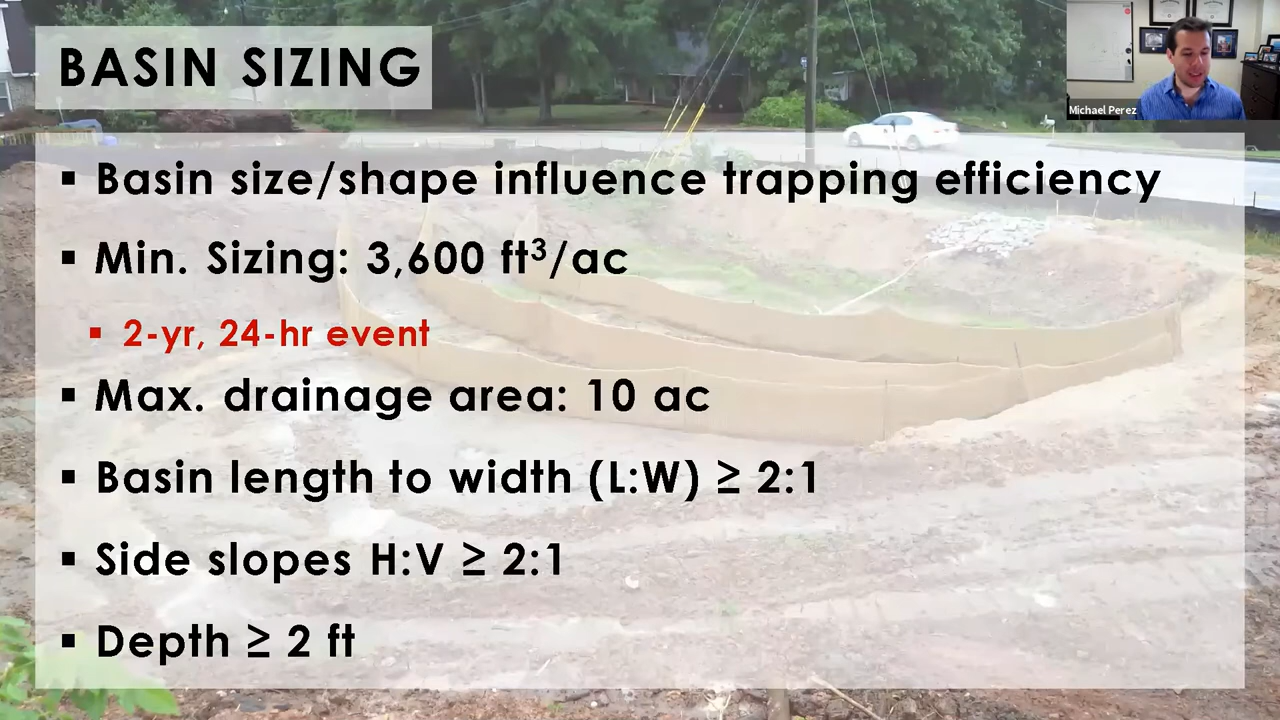 BASIN SIZING
Michael Perez
▪ Basin size/shape influence trapping efficiency
▪ Min. Sizing: 3,600 ft³/ac
▪ 2-yr, 24-hr event
▪ Max. drainage area: 10 ac
▪ Basin length to width (L:W) ≥ 2:1
▪ Side slopes H:V ≥ 2:1
▪ Depth ≥ 2 ft